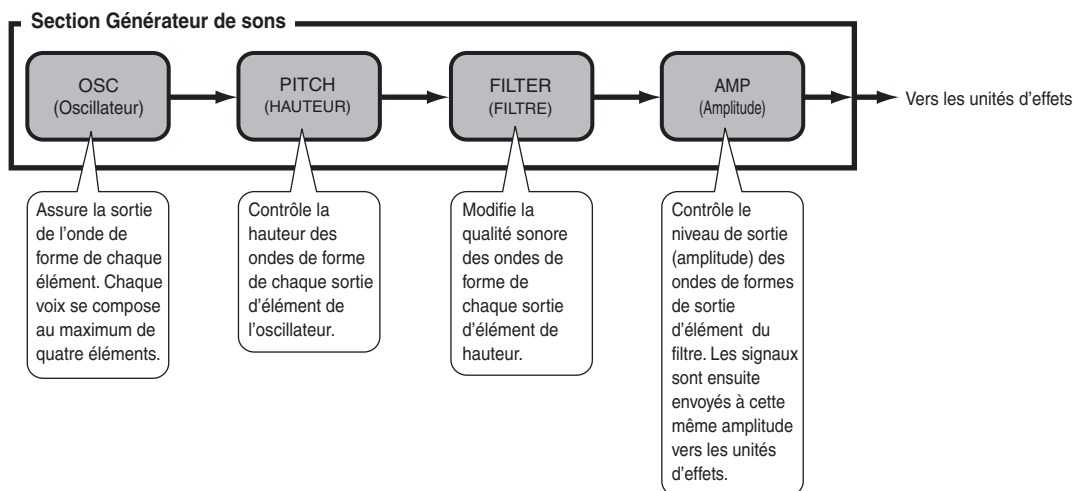 Section Générateur de sons
OSC
(Oscillateur)
PITCH
(HAUTEUR)
FILTER
(FILTRE)
AMP
(Amplitude)
Vers les unités d'effets
Assure la sortie
de l'onde de
forme de chaque
élément. Chaque
voix se compose
au maximum de
quatre éléments.
Contrôle la
hauteur des
ondes de forme
de chaque sortie
d'élément de
l'oscillateur.
Modifie la
qualité sonore
des ondes de
forme de
chaque sortie
d'élément de
hauteur.
Contrôle le
niveau de sortie
(amplitude) des
ondes de formes
de sortie
d'élément du
filtre. Les signaux
sont ensuite
envoyés à cette
même amplitude
vers les unités
d'effets.